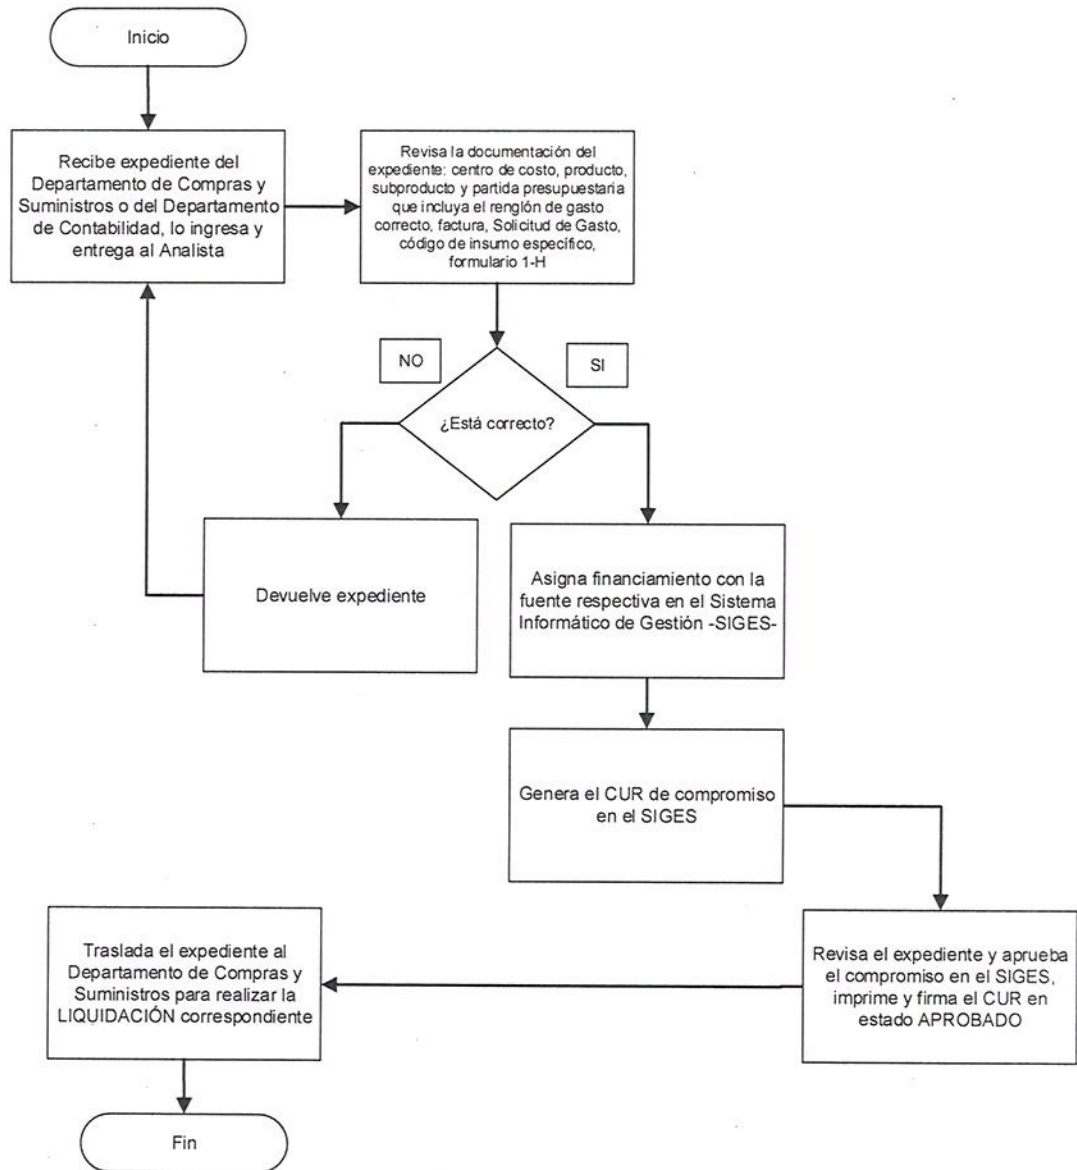 Inicio
Recibe expediente del
Departamento de Compras y
Suministros o del Departamento
de Contabilidad, lo ingresa y
entrega al Analista
Revisa la documentación del
expediente: centro de costo, producto,
subproducto y partida presupuestaria
que incluya el renglón de gasto
correcto, factura, Solicitud de Gasto,
código de insumo específico,
formulario 1-H
NO
SI
¿Está correcto?
Devuelve expediente
Asigna financiamiento con la
fuente respectiva en el Sistema
Informático de Gestión -SIGES-
Genera el CUR de compromiso
en el SIGES
Revisa el expediente y aprueba
el compromiso en el SIGES,
imprime y firma el CUR en
estado APROBADO
Traslada el expediente al
Departamento de Compras y
Suministros para realizar la
LIQUIDACIÓN correspondiente
Fin